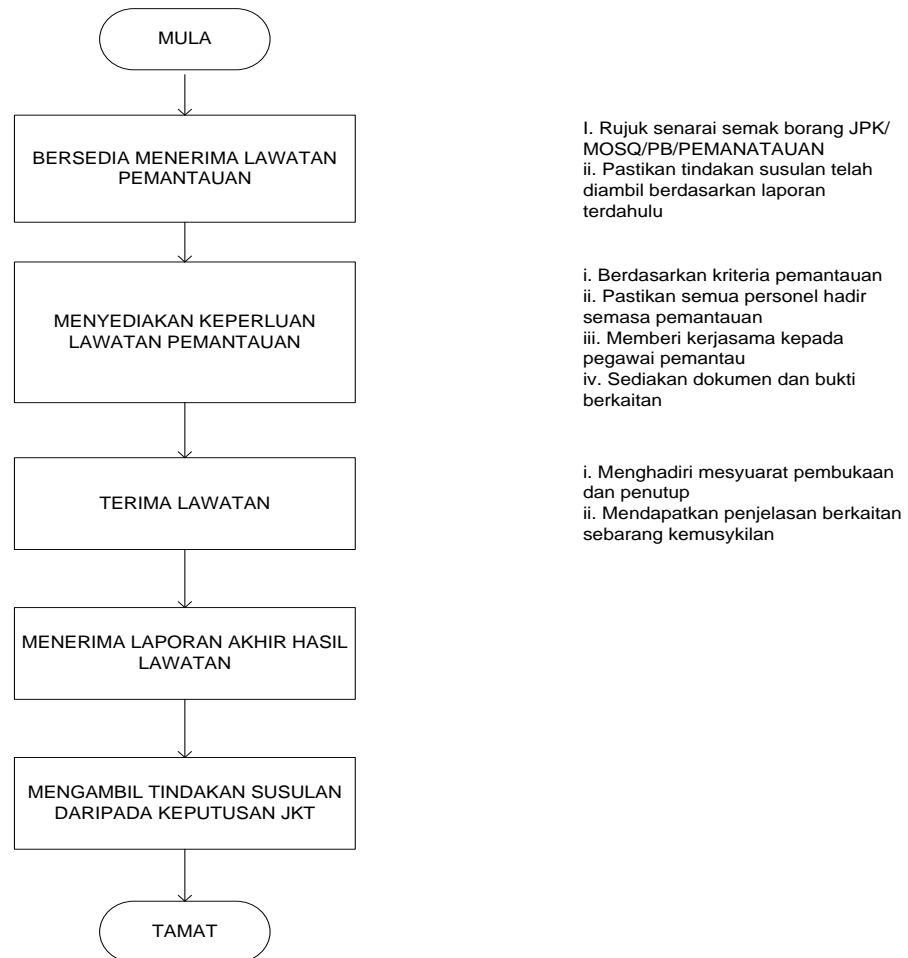 MULA
BERSEDIA MENERIMA LAWATAN
PEMANTAUAN
I. Rujuk senarai semak borang JPK/
MOSQ/PB/PEMANATAUAN
ii. Pastikan tindakan susulan telah
diambil berdasarkan laporan
terdahulu
MENYEDIAKAN KEPERLUAN
LAWATAN PEMANTAUAN
i. Berdasarkan kriteria pemantauan
ii. Pastikan semua personel hadir
semasa pemantauan
iii. Memberi kerjasama kepada
pegawai pemantau
iv. Sediakan dokumen dan bukti
berkaitan
TERIMA LAWATAN
i. Menghadiri mesyuarat pembukaan
dan penutup
ii. Mendapatkan penjelasan berkaitan
sebarang kemusykilan
MENERIMA LAPORAN AKHIR HASIL
LAWATAN
MENGAMBIL TINDAKAN SUSULAN
DARIPADA KEPUTUSAN JKT
TAMAT